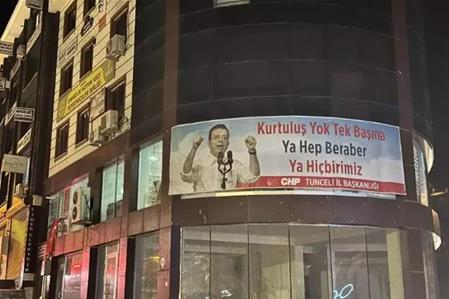 Kurtuluş Yok Tek Başına
Ya Hep Beraber
Ya Hiçbirimiz
CHP TUNCELİ İL BAŞKANLIĞI